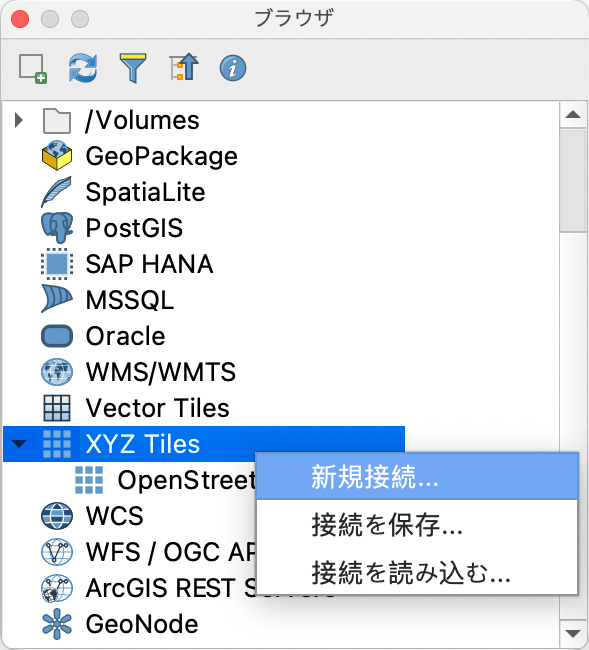 ブラウザ
/Volumes
GeoPackage
SpatiaLite
PostGIS
SAP HANA
MSSQL
Oracle
WMS/WMTS
Vector Tiles
XYZ Tiles
OpenStreet
新規接続...
WCS
接続を保存...
WFS / OGC AP
接続を読み込む...
ArcGIS REST Servers
GeoNode